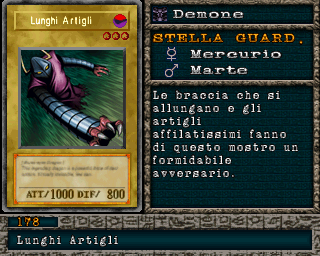 Lunghi Artigli
ATT/1000 DIF/ 800
Demone
STELLA GUARD.
Mercurio
Marte
Le braccia che si
allungano e gli
artigli
affilatissimi fanno
di questo mostro un
formidabile
avversario.
178
Lunghi Artigli